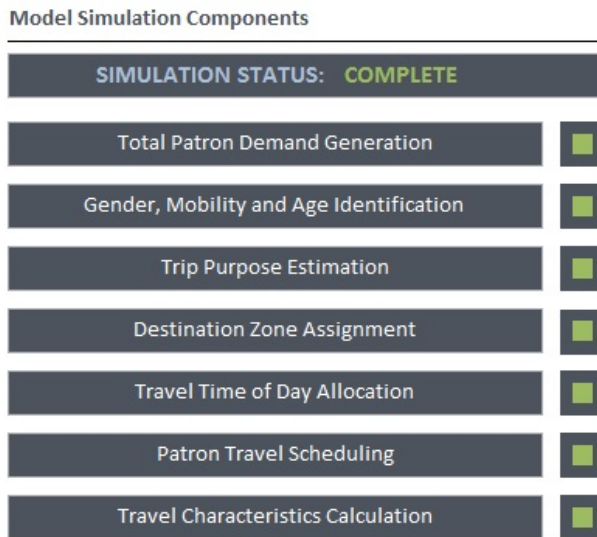 Model Simulation Components
SIMULATION STATUS: COMPLETE
Total Patron Demand Generation
Gender, Mobility and Age Identification
Trip Purpose Estimation
Destination Zone Assignment
Travel Time of Day Allocation
Patron Travel Scheduling
Travel Characteristics Calculation